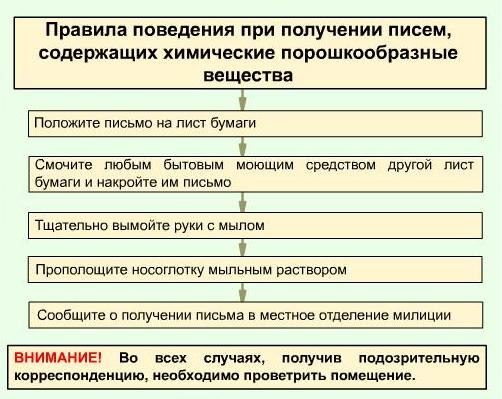 Правила поведения при получении писем,
содержащих химические порошкообразные
вещества
Положите письмо на лист бумаги
Смочите любым бытовым моющим средством другой лист
бумаги и накройте им письмо
Тщательно вымойте руки с мылом
Прополощите носоглотку мыльным раствором
Сообщите о получении письма в местное отделение милиции
ВНИМАНИЕ! Во всех случаях, получив подозрительную
корреспонденцию, необходимо проветрить помещение.